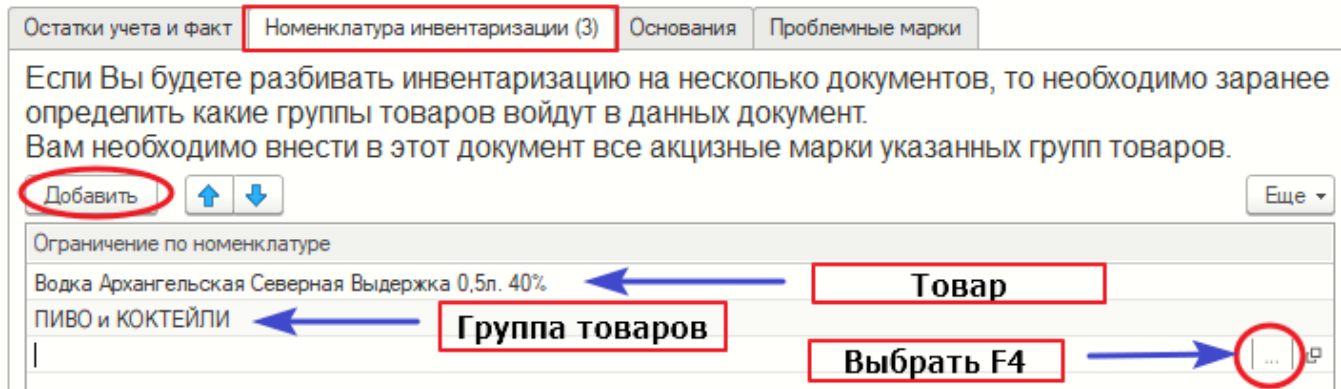 Остатки учета и факт Номенклатура инвентаризации (3) Основания Проблемные марки
Если Вы будете разбивать инвентаризацию на несколько документов, то необходимо заранее
определить какие группы товаров войдут в данных документ.
Вам необходимо внести в этот документ все акцизные марки указанных групп товаров.
Добавить Еще
Ограничение по номенклатуре
Водка Архангельская Северная Выдержка 0,5л. 40% Товар
ПИВО и КОКТЕЙЛИ Группа товаров
Выбрать F4 ...